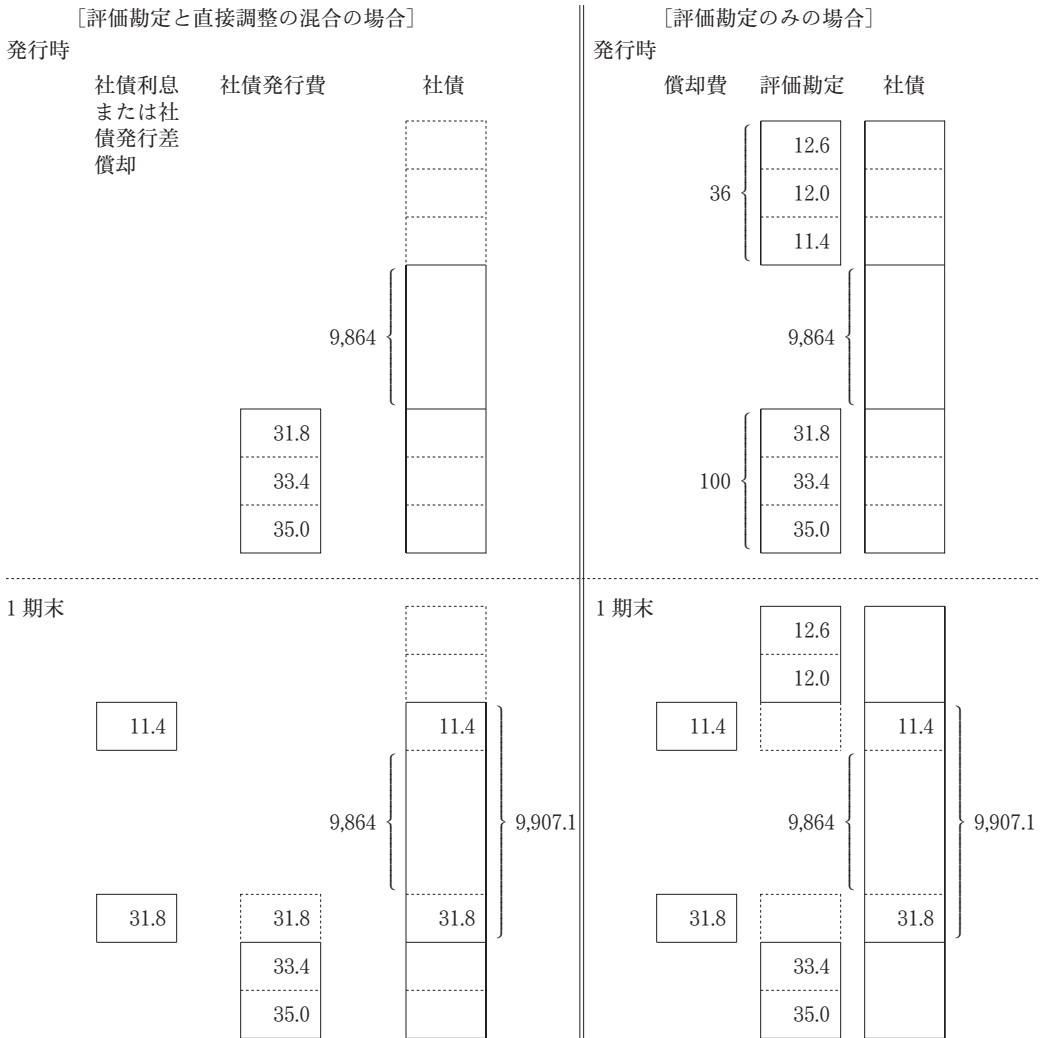 ［評価勘定と直接調整の混合の場合］
発行時
社債利息 社債発行費 社債
または社
債発行差
償却
9,864
31.8
33.4
35.0
［評価勘定のみの場合］
発行時
償却費 評価勘定 社債
12.6
36 12.0
11.4
9,864
31.8
100 33.4
35.0
1 期末
11.4 11.4
9,864 9,907.1
31.8 31.8 31.8
33.4
35.0
1 期末
12.6
12.0
11.4 11.4
9,864 9,907.1
31.8 31.8
33.4
35.0